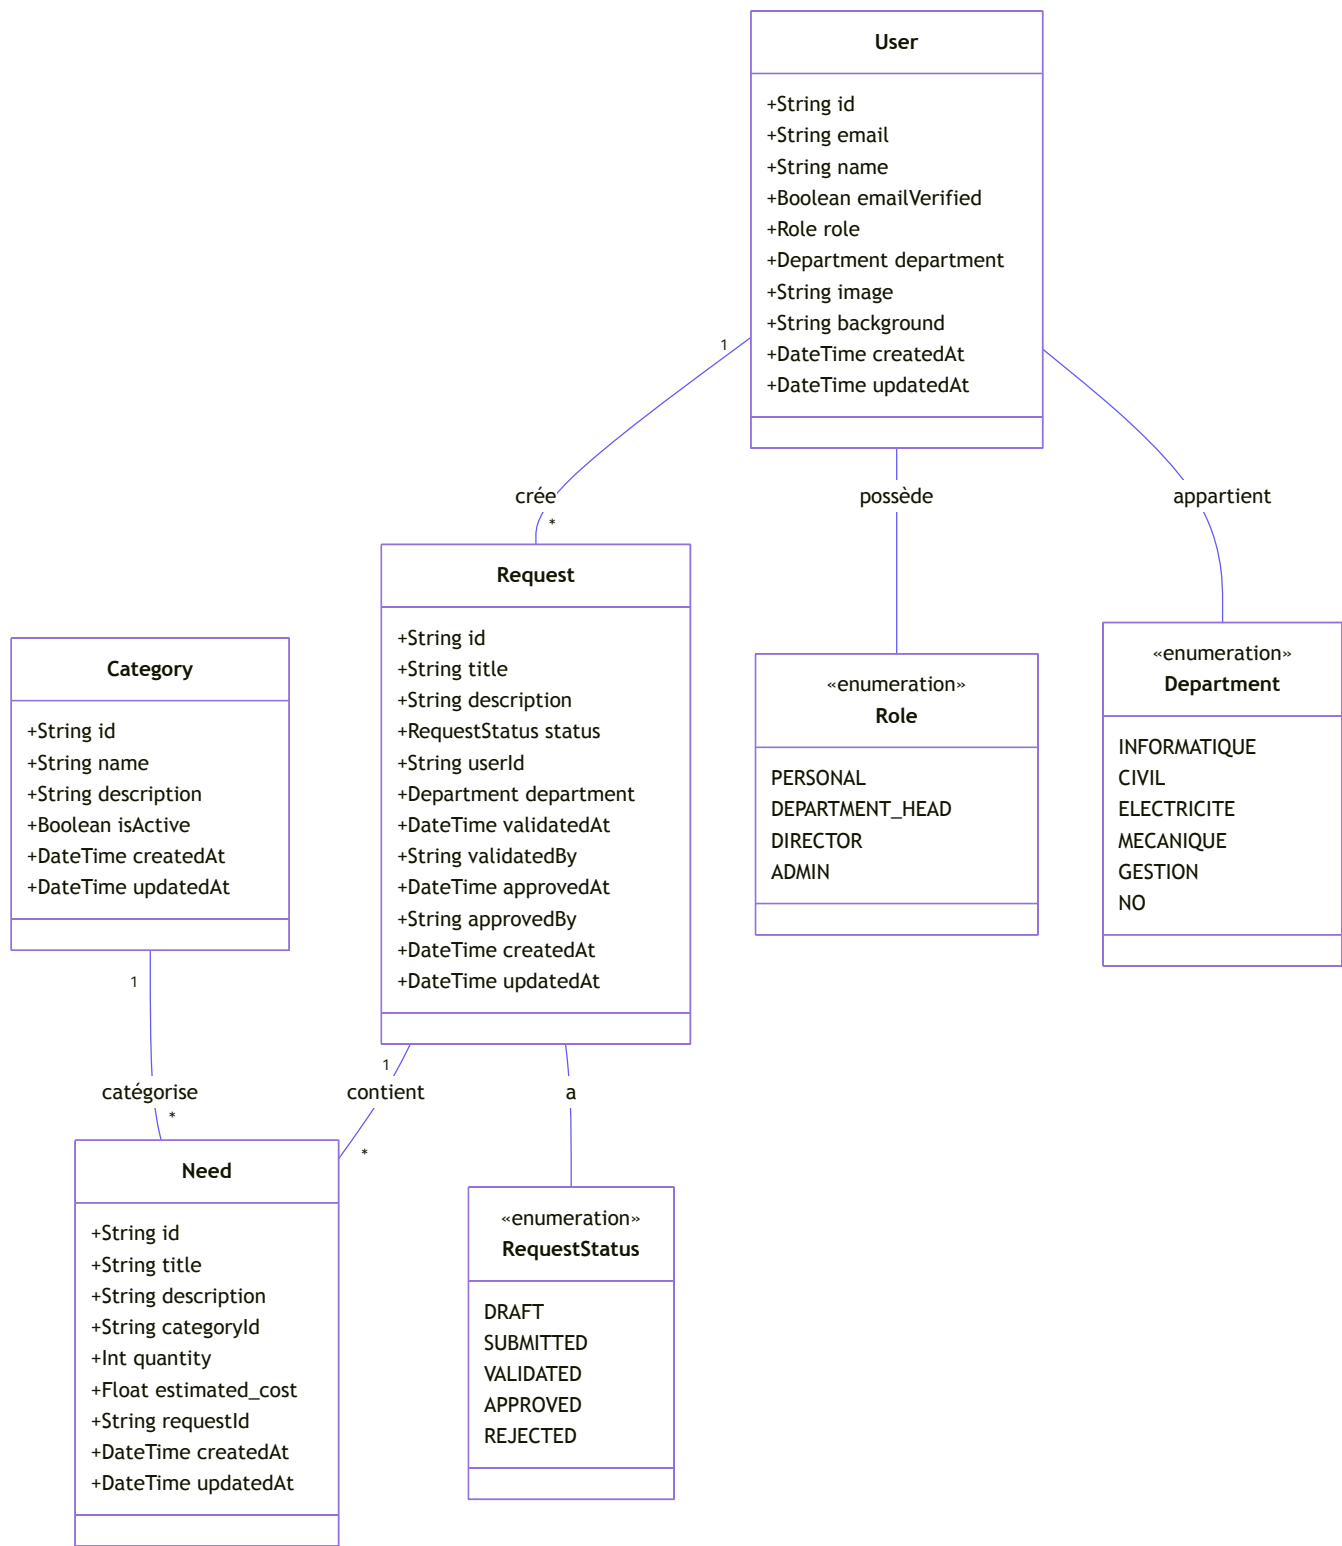 User
+String id
+String email
+String name
+Boolean emailVerified
+Role role
+Department department
+String image
+String background
+DateTime createdAt
+DateTime updatedAt
1
crée
*
possède
appartient
Request
+String id
+String title
+String description
+RequestStatus status
+String userId
+Department department
+DateTime validatedAt
+String validatedBy
+DateTime approvedAt
+String approvedBy
+DateTime createdAt
+DateTime updatedAt
Category
+String id
+String name
+String description
+Boolean isActive
+DateTime createdAt
+DateTime updatedAt
«enumeration»
Role
PERSONAL
DEPARTMENT_HEAD
DIRECTOR
ADMIN
«enumeration»
Department
INFORMATIQUE
CIVIL
ELECTRICITE
MECANIQUE
GESTION
NO
1
catégorise
*
1
contient
*
a
Need
+String id
+String title
+String description
+String categoryId
+Int quantity
+Float estimated_cost
+String requestId
+DateTime createdAt
+DateTime updatedAt
«enumeration»
RequestStatus
DRAFT
SUBMITTED
VALIDATED
APPROVED
REJECTED